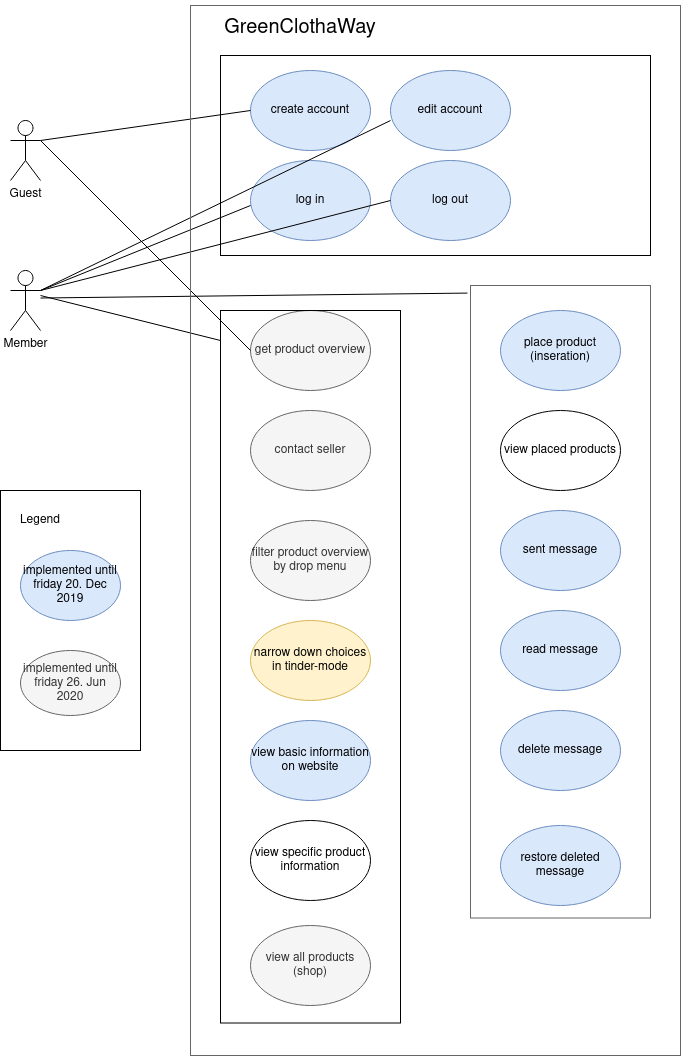 GreenClothaWay
create account
edit account
log in
log out
Guest
Member
get product overview
contact seller
filter product overview
by drop menu
narrow down choices
in tinder-mode
view basic information
on website
view specific product
information
view all products
(shop)
place product
(inseration)
view placed products
sent message
read message
delete message
restore deleted
message
Legend
implemented until
friday 20. Dec
2019
implemented until
friday 26. Jun
2020